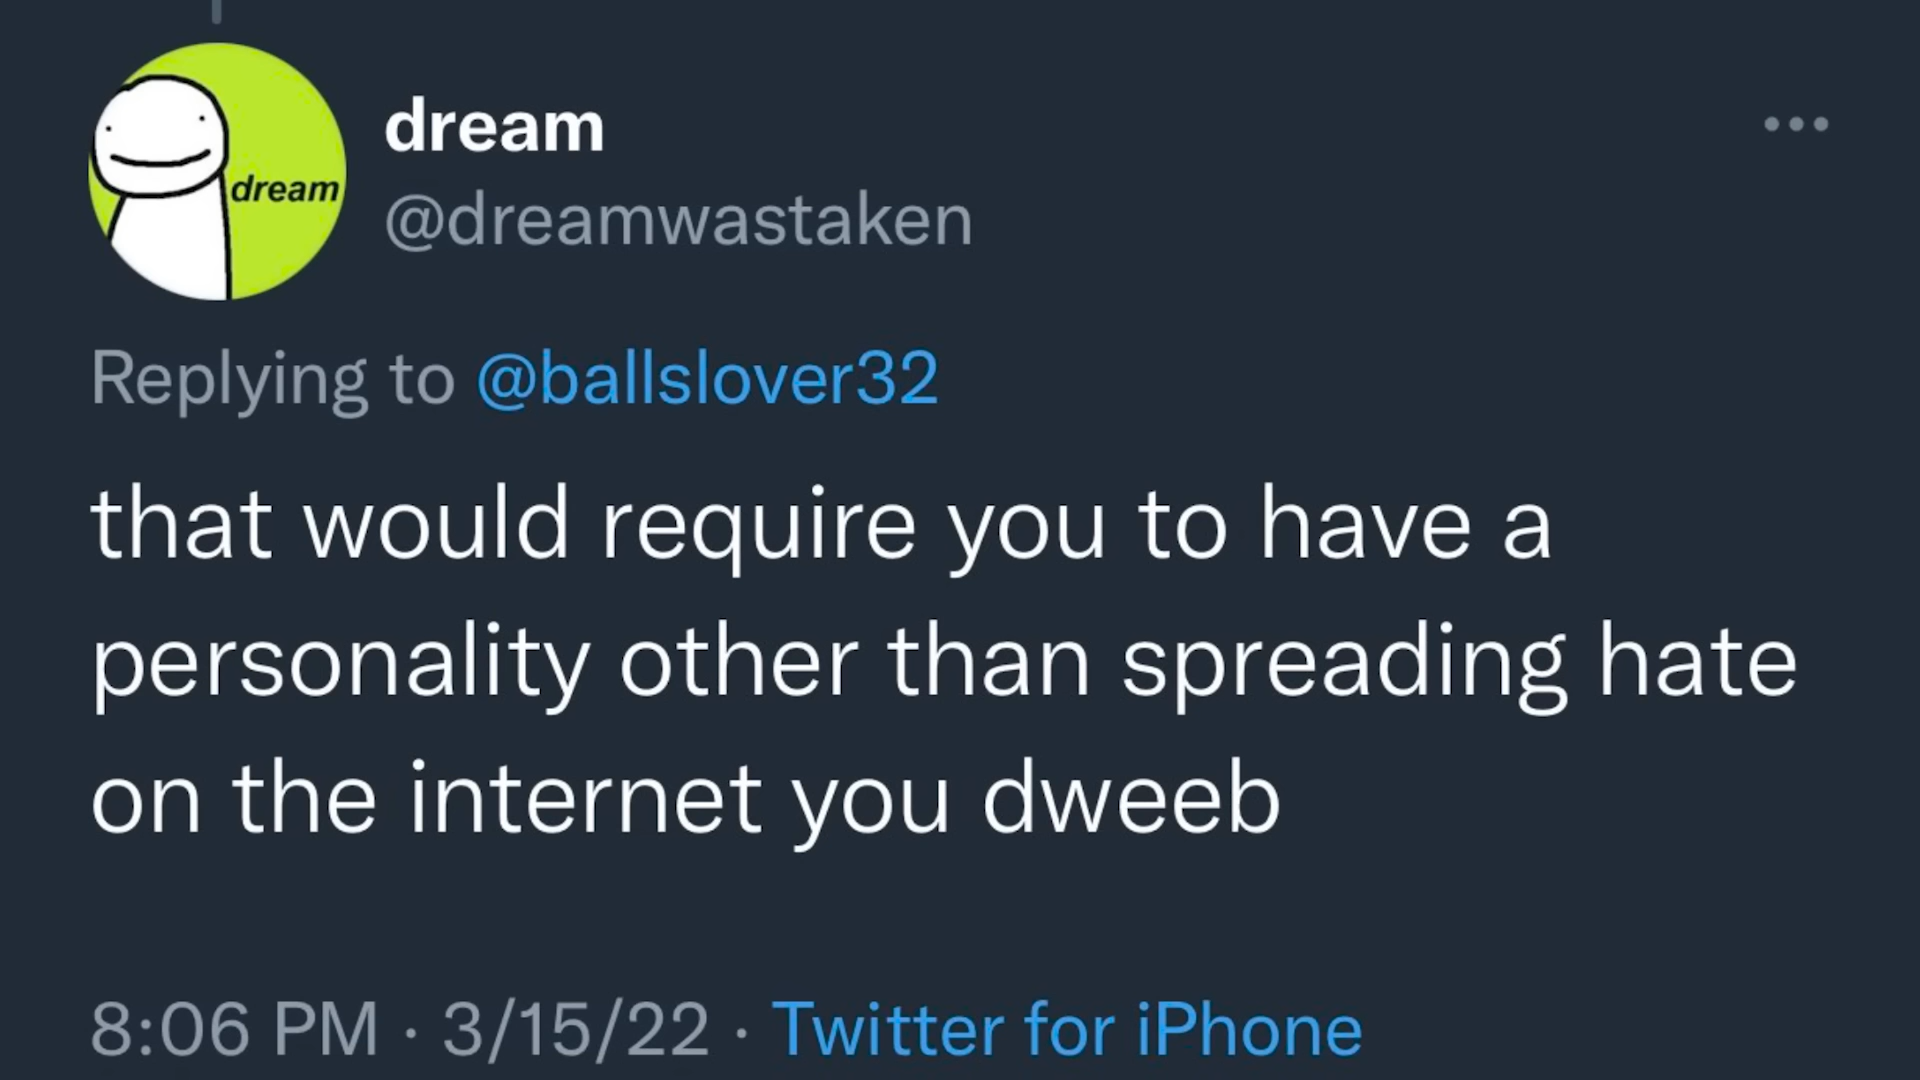 dream
dream
@dreamwastaken
Replying to @ballslover32
that would require you to have a
personality other than spreading hate
on the internet you dweeb
8:06 PM · 3/15/22 · Twitter for iPhone